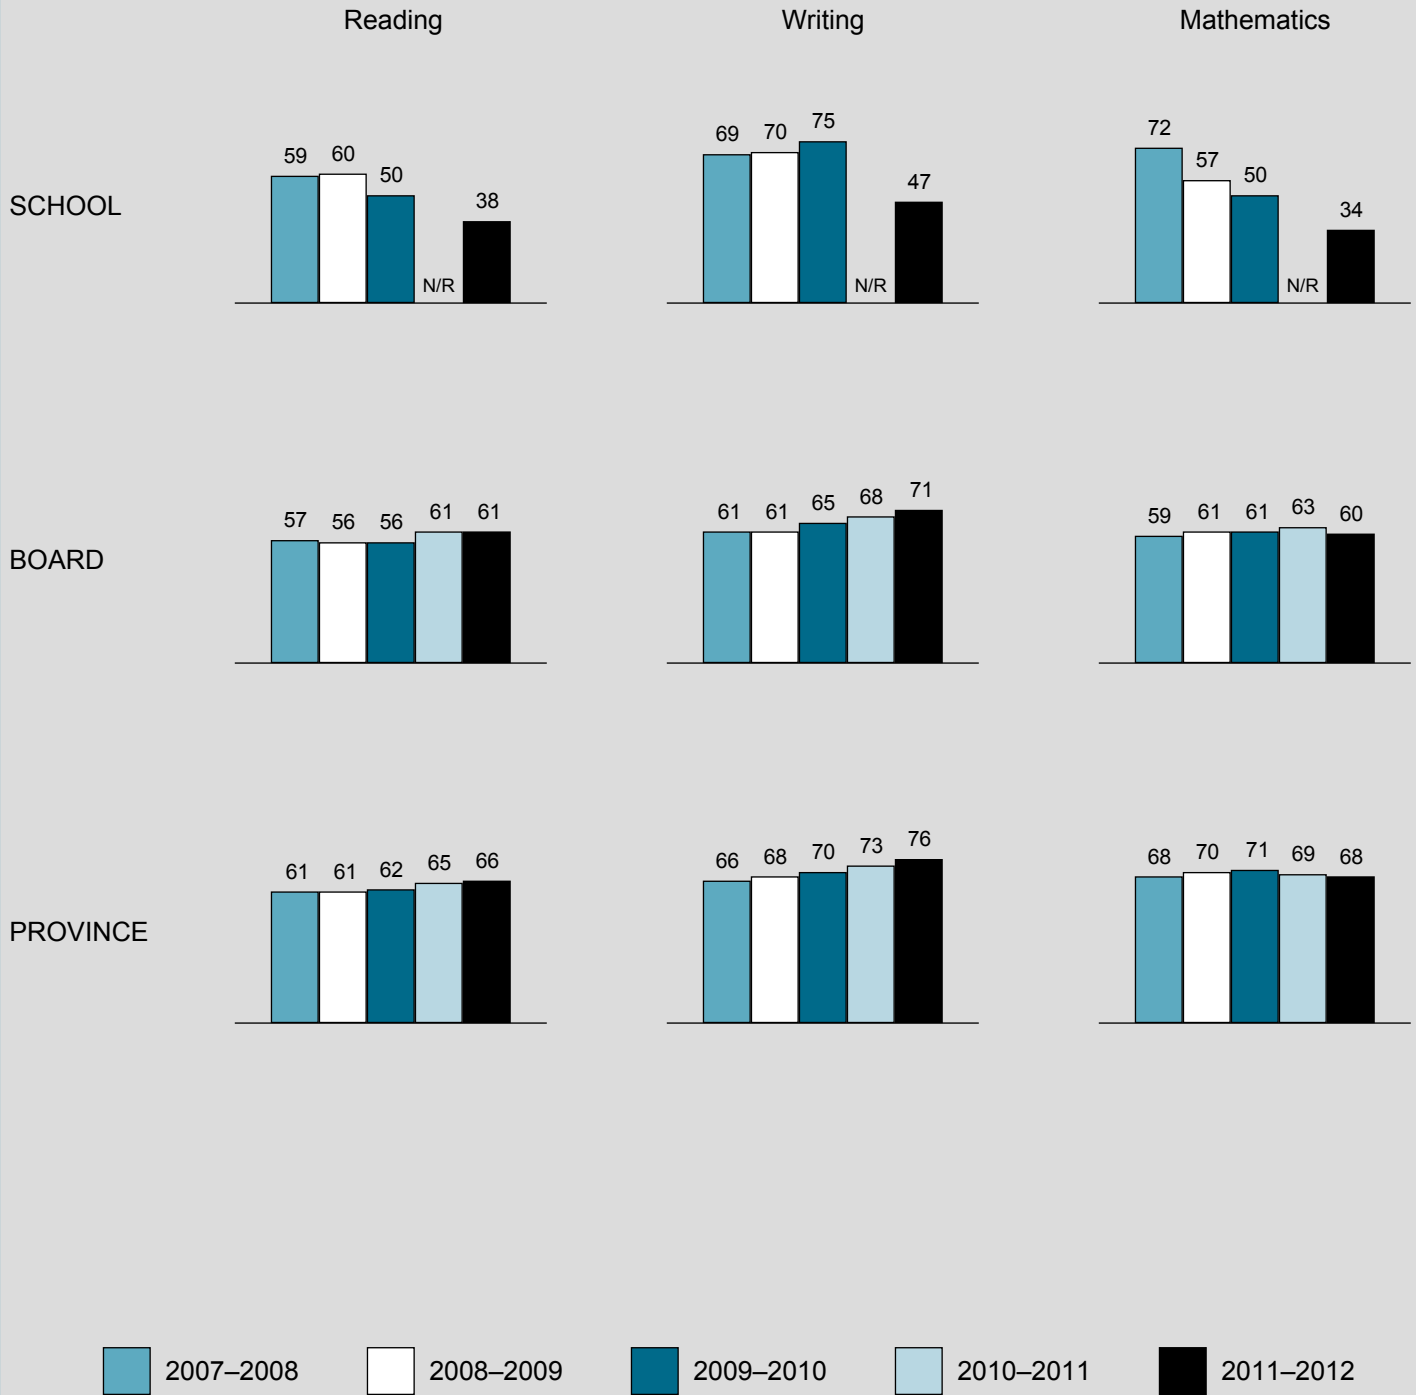 Reading Writing Mathematics
SCHOOL
59 60 50 N/R 38
69 70 75 N/R 47
72 57 50 N/R 34
BOARD
57 56 56 61 61
61 61 65 68 71
59 61 61 63 60
PROVINCE
61 61 62 65 66
66 68 70 73 76
68 70 71 69 68
2007–2008 2008–2009 2009–2010 2010–2011 2011–2012